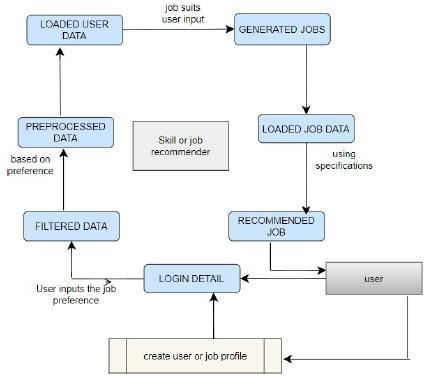 job suits
user input
LOADED USER
DATA
GENERATED JOBS
PREPROCESSED
DATA
Skill or job
recommender
LOADED JOB DATA
based on
preference
using
specifications
FILTERED DATA
RECOMMENDED
JOB
User inputs the job
preference
LOGIN DETAIL
user
create user or job profile